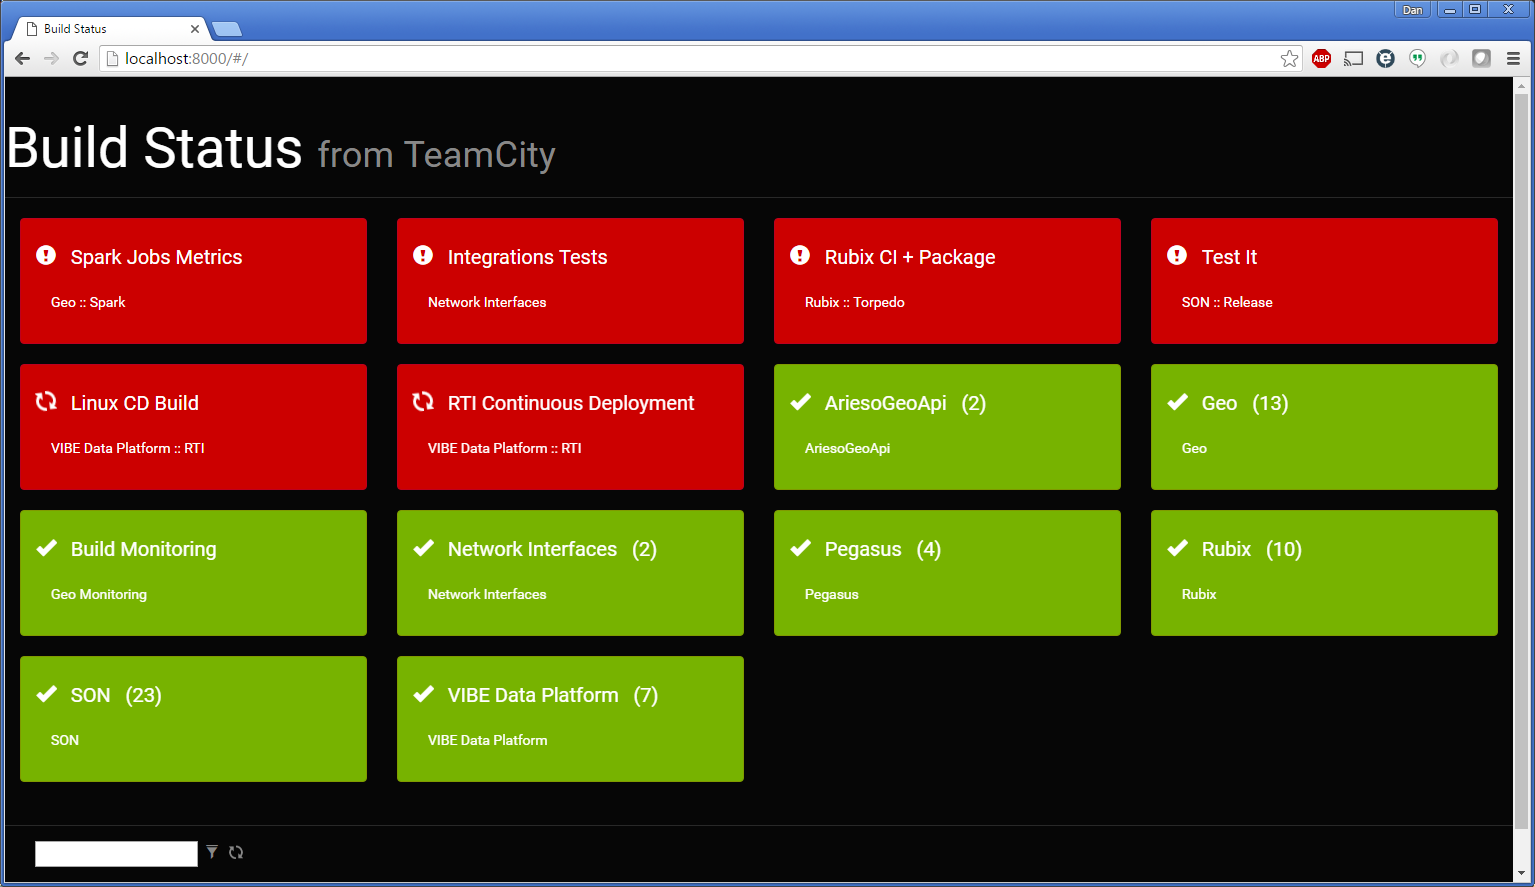 Dan
Build Status
localhost:8000/#/
ABP
Build Status from TeamCity
Spark Jobs Metrics
Geo :: Spark
Integrations Tests
Network Interfaces
Rubix CI + Package
Rubix :: Torpedo
Test It
SON :: Release
Linux CD Build
VIBE Data Platform :: RTI
RTI Continuous Deployment
VIBE Data Platform :: RTI
AriesoGeoApi (2)
AriesoGeoApi
Geo (13)
Geo
Build Monitoring
Geo Monitoring
Network Interfaces (2)
Network Interfaces
Pegasus (4)
Pegasus
Rubix (10)
Rubix
SON (23)
SON
VIBE Data Platform (7)
VIBE Data Platform